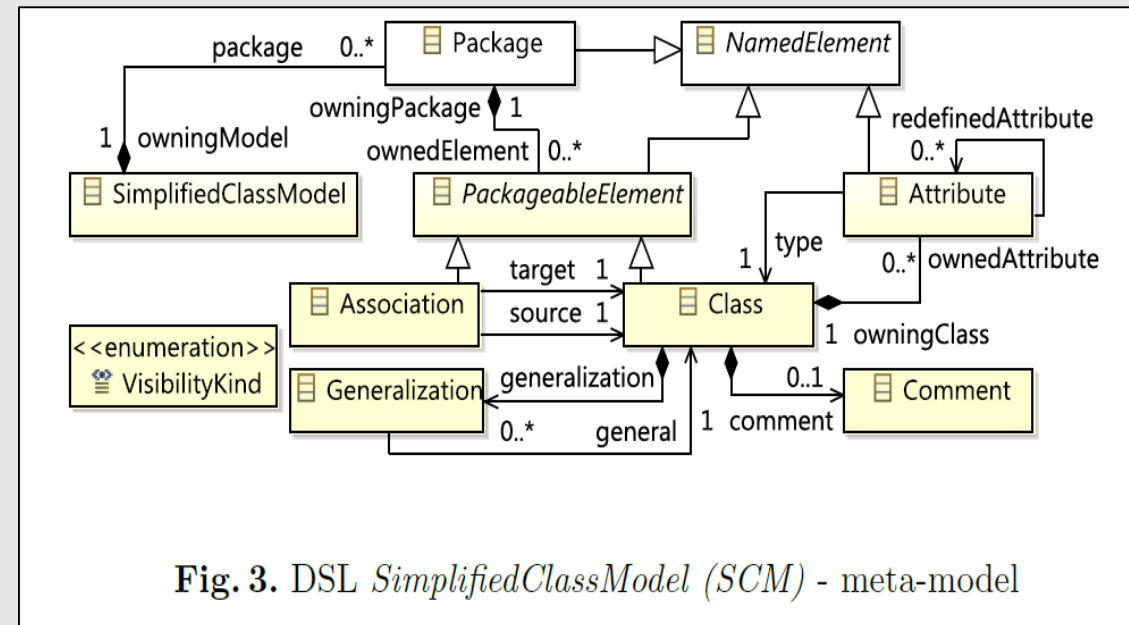 package 0..*
Package
NamedElement
owningPackage 1
redefinedAttribute
1 owningModel
ownedElement 0..*
0..*
SimplifiedClassModel
PackageableElement
Attribute
type
1
0..* ownedAttribute
target 1
Association
source 1
Class
1 owningClass
<<enumeration>>
VisibilityKind
generalization
0..1
Generalization
Comment
0..* general 1 comment
Fig. 3. DSL SimplifiedClassModel (SCM) - meta-model